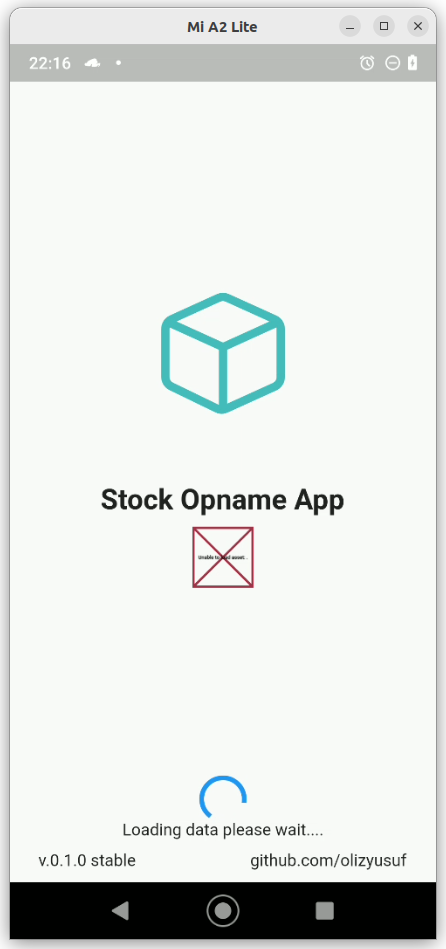 Mi A2 Lite
22:16
Stock Opname App
Unable to load asset...
Loading data please wait....
v.0.1.0 stable
github.com/olizyusuf